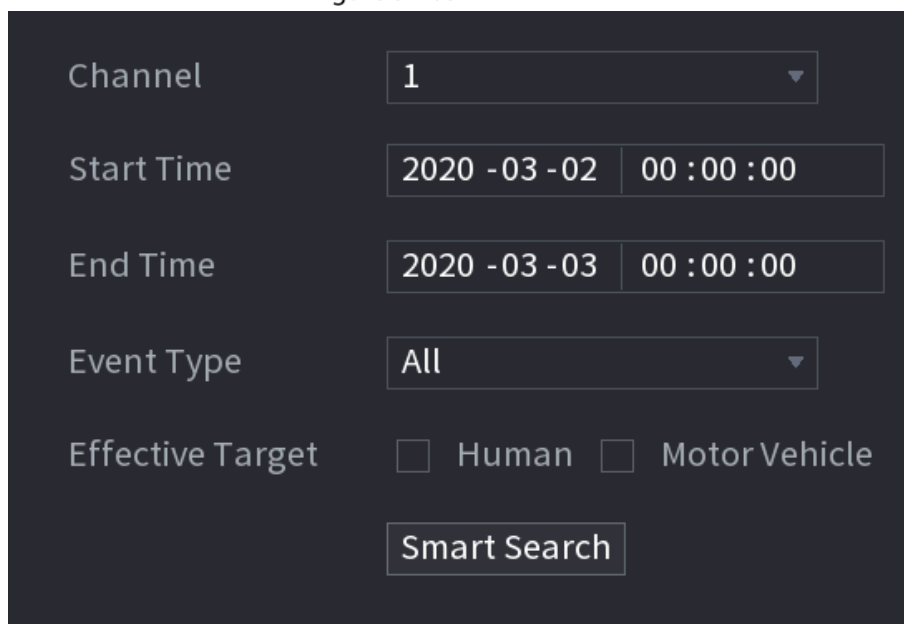 Channel 1
Start Time 2020 -03 -02 00 :00 :00
End Time 2020 -03 -03 00 :00 :00
Event Type All
Effective Target Human Motor Vehicle
Smart Search